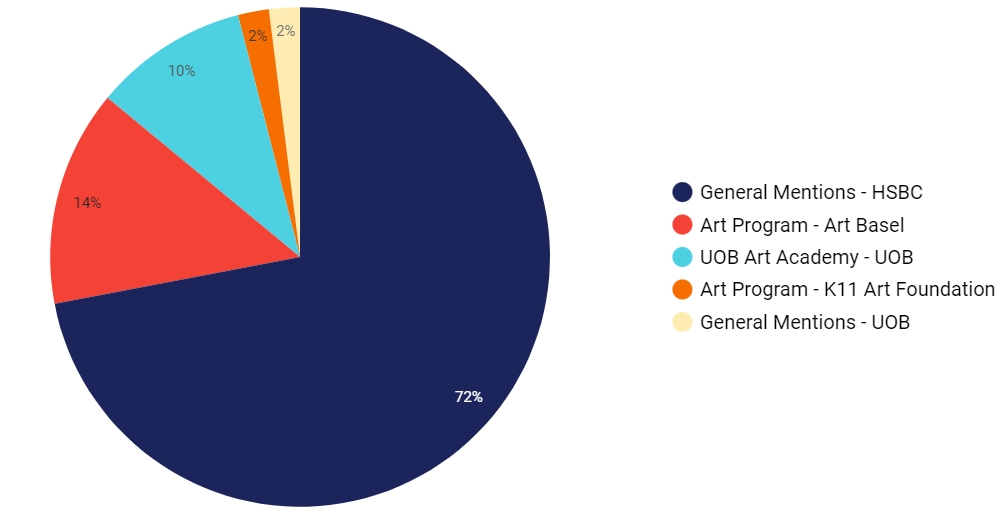 2%
2%
10%
14%
72%
General Mentions - HSBC
Art Program - Art Basel
UOB Art Academy - UOB
Art Program - K11 Art Foundation
General Mentions - UOB